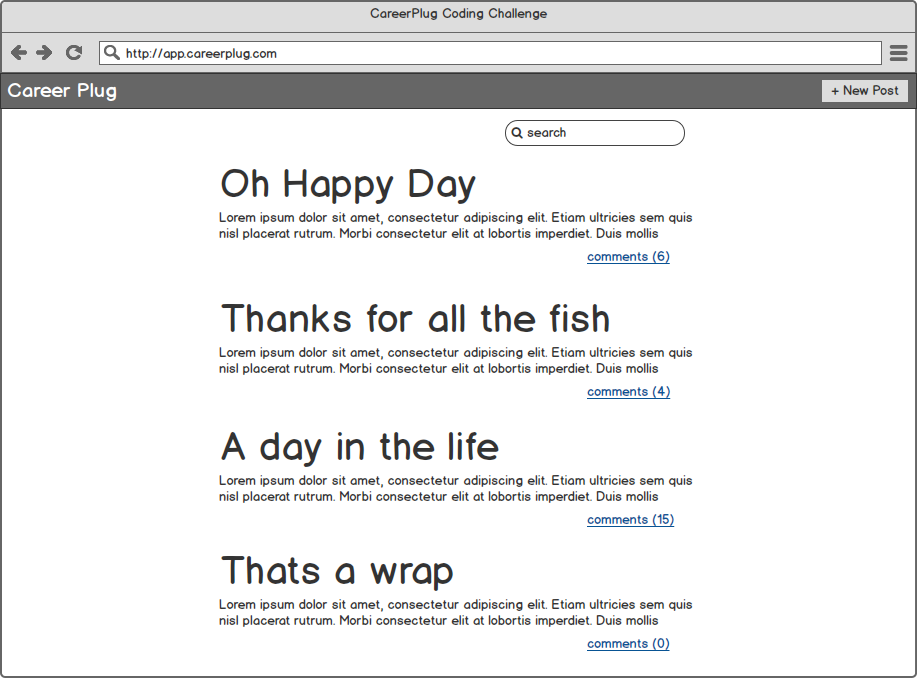 CareerPlug Coding Challenge
http://app.careerplug.com
Career Plug
+ New Post
search
Oh Happy Day
Lorem ipsum dolor sit amet, consectetur adipiscing elit. Etiam ultricies sem quis
nisl placerat rutrum. Morbi consectetur elit at lobortis imperdiet. Duis mollis
comments (6)
Thanks for all the fish
Lorem ipsum dolor sit amet, consectetur adipiscing elit. Etiam ultricies sem quis
nisl placerat rutrum. Morbi consectetur elit at lobortis imperdiet. Duis mollis
comments (4)
A day in the life
Lorem ipsum dolor sit amet, consectetur adipiscing elit. Etiam ultricies sem quis
nisl placerat rutrum. Morbi consectetur elit at lobortis imperdiet. Duis mollis
comments (15)
Thats a wrap
Lorem ipsum dolor sit amet, consectetur adipiscing elit. Etiam ultricies sem quis
nisl placerat rutrum. Morbi consectetur elit at lobortis imperdiet. Duis mollis
comments (0)